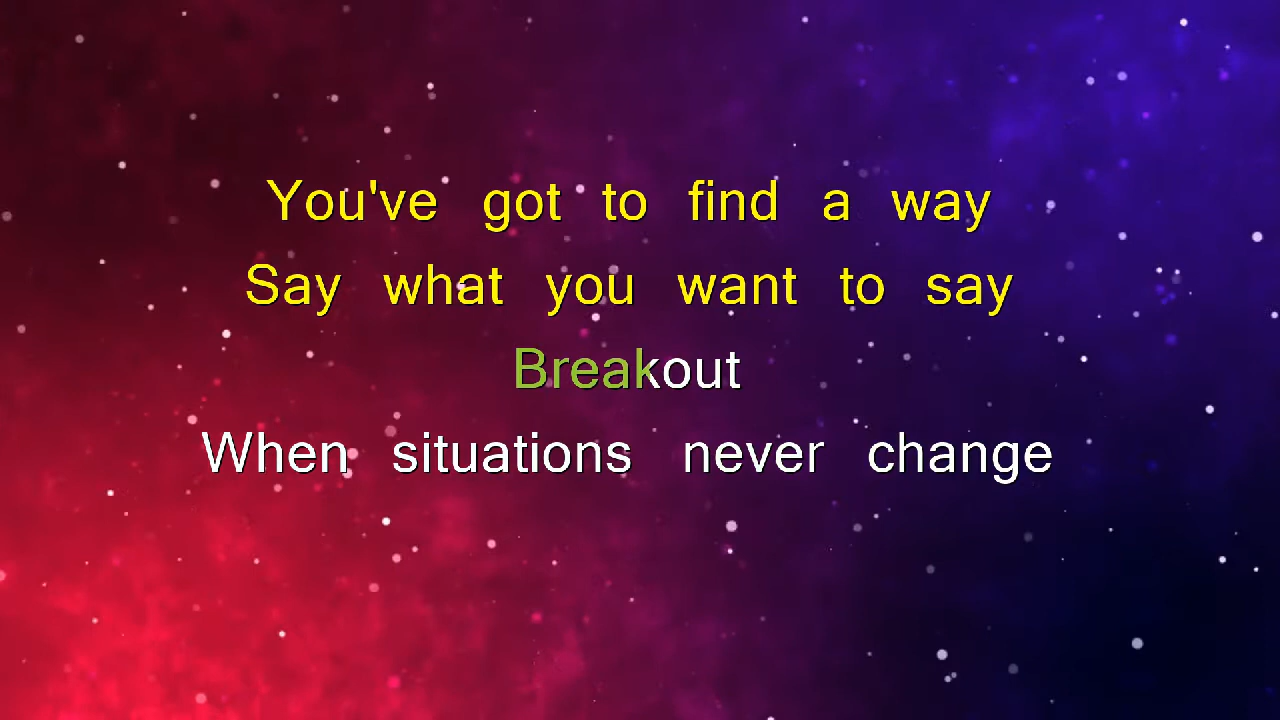 You've got to find a way
Say what you want to say
Breakout
When situations never change